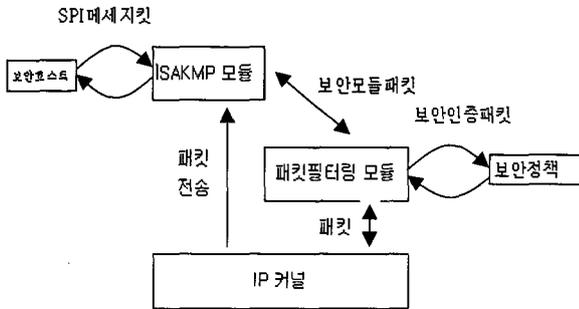 SPI메세지킷
보안호스트
ISAKMP 모듈
보안모듈패킷
보안인증패킷
패킷
전송
패킷필터링 모듈
보안정책
패킷
IP 커널